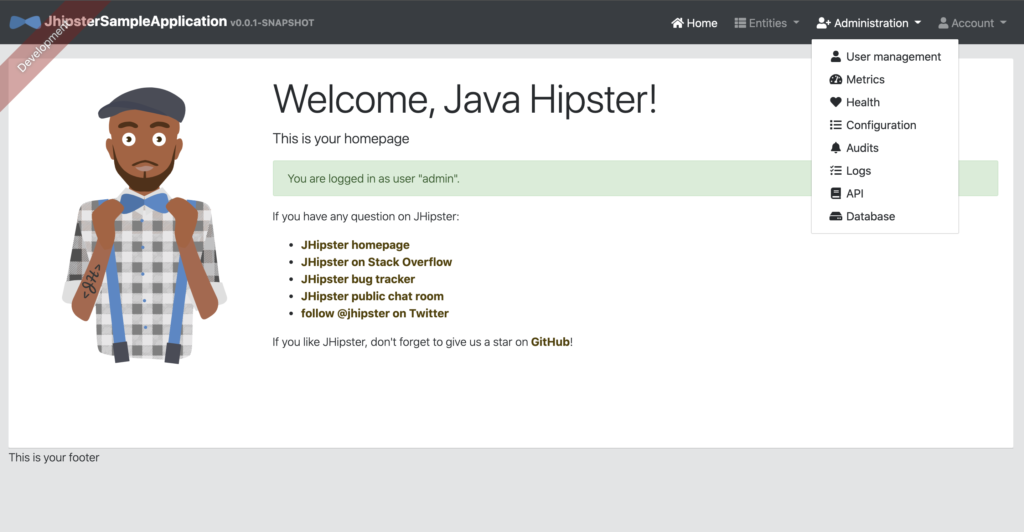 JhipsterSampleApplication v0.0.1-SNAPSHOT
Home Entities Administration Account
Development
User management
Metrics
Health
Configuration
Audits
Logs
API
Database
Welcome, Java Hipster!
This is your homepage
You are logged in as user "admin".
If you have any question on JHipster:
JHipster homepage
JHipster on Stack Overflow
JHipster bug tracker
JHipster public chat room
follow @jhipster on Twitter
If you like JHipster, don't forget to give us a star on GitHub!
<JH>
This is your footer